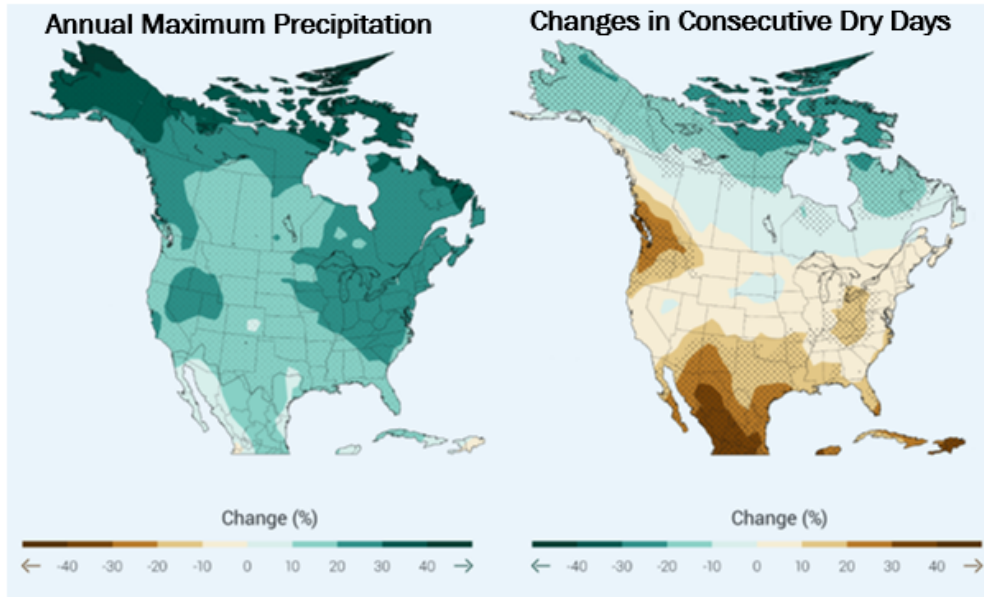 Annual Maximum Precipitation
Changes in Consecutive Dry Days
Change (%)
← -40 -30 -20 -10 0 10 20 30 40 →
Change (%)
← -40 -30 -20 -10 0 10 20 30 40 →